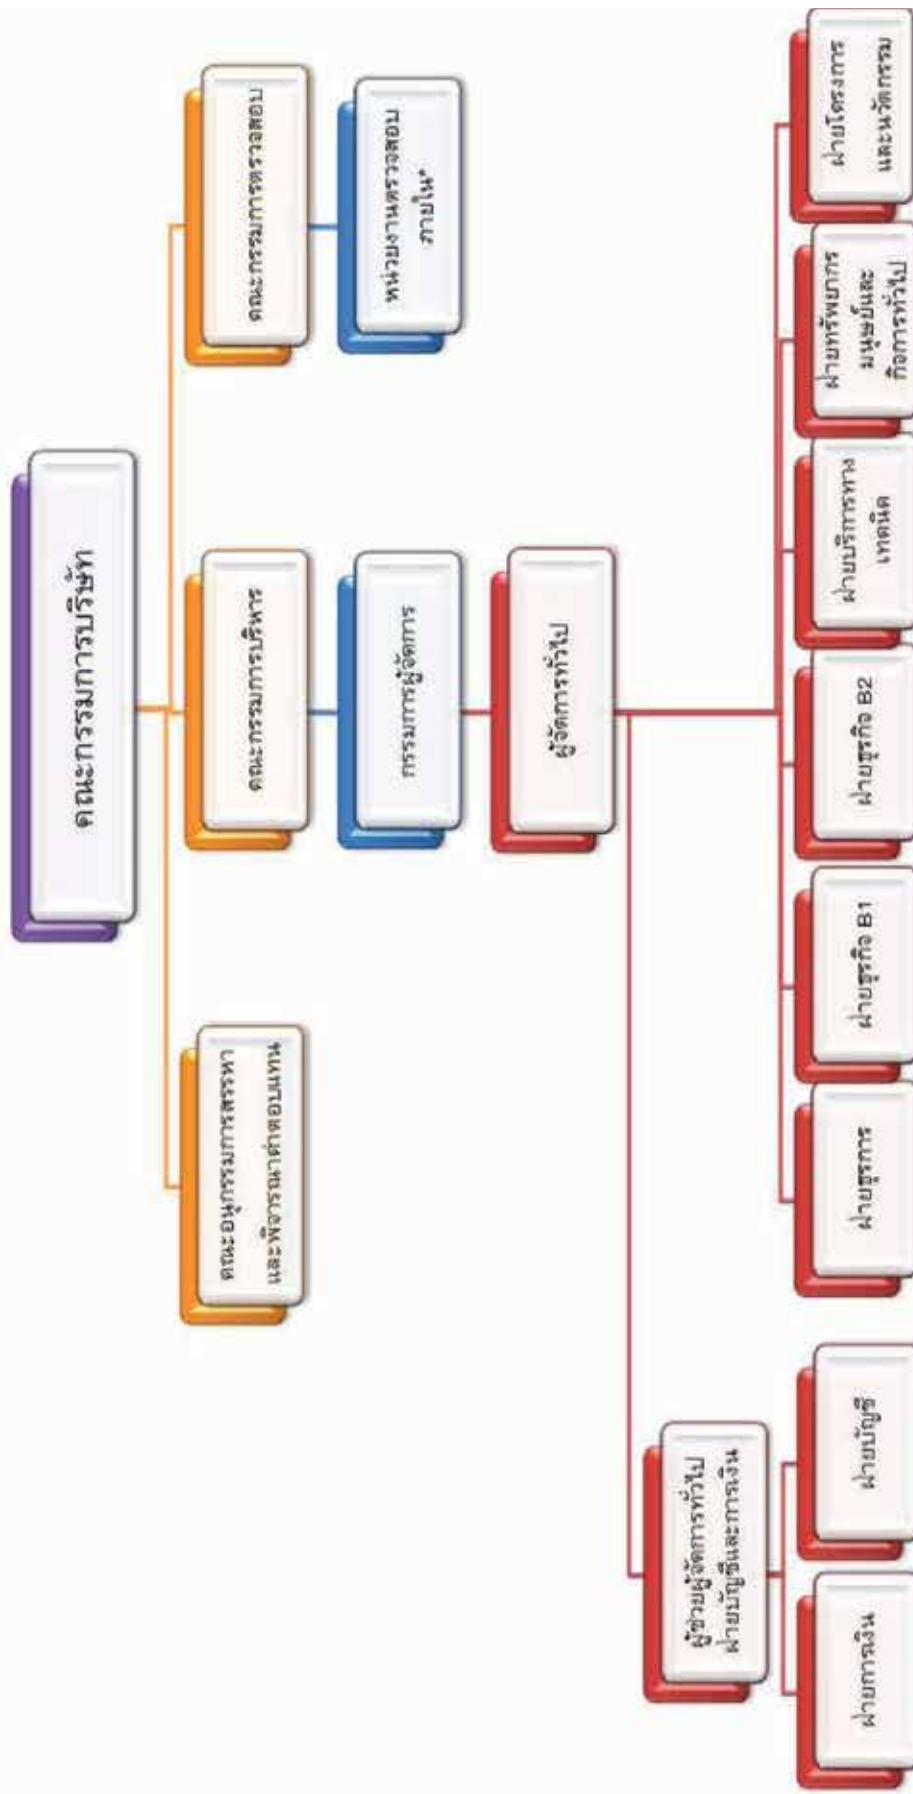 คณะกรรมการบริษัท
คณะอนุกรรมการสรรหา
และพิจารณาค่าตอบแทน
คณะกรรมการบริหาร
คณะกรรมการตรวจสอบ
กรรมการผู้จัดการ
หน่วยงานตรวจสอบ
ภายใน*
ผู้จัดการทั่วไป
ผู้ช่วยผู้จัดการทั่วไป
ฝ่ายบัญชีและการเงิน
ฝ่ายการเงิน
ฝ่ายบัญชี
ฝ่ายธุรการ
ฝ่ายธุรกิจ B1
ฝ่ายธุรกิจ B2
ฝ่ายบริการทาง
เทคนิค
ฝ่ายทรัพยากร
มนุษย์และ
กิจการทั่วไป
ฝ่ายโครงการ
และนวัตกรรม